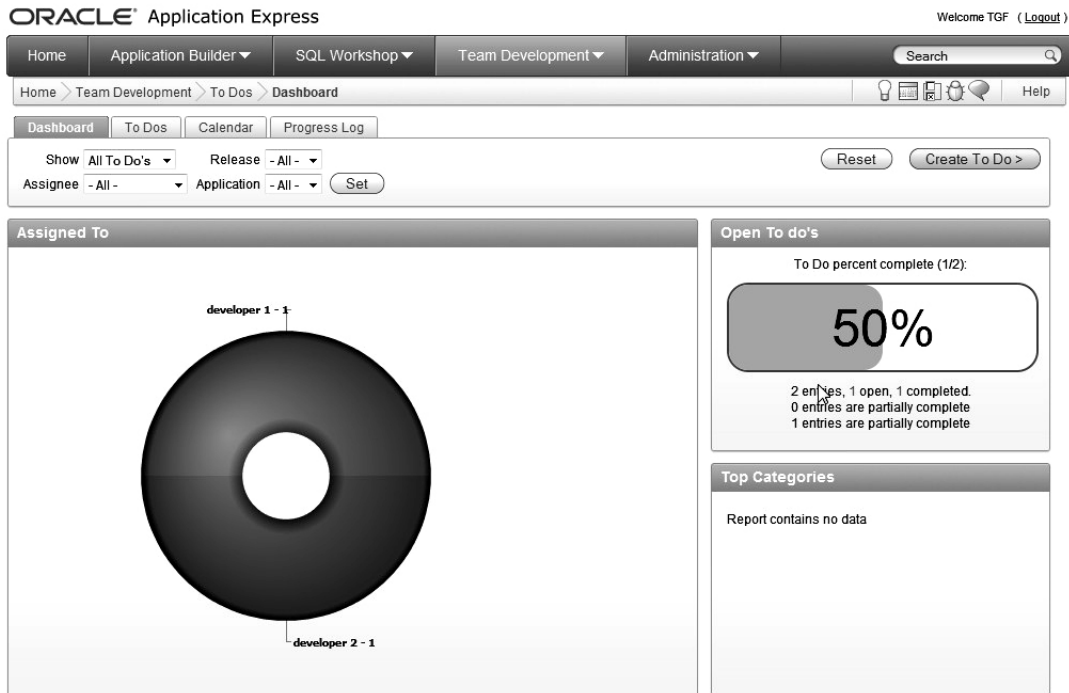 ORACLE Application Express
Welcome TGF ( Logout )
Home Application Builder SQL Workshop Team Development Administration Search
Home Team Development To Dos Dashboard Help
Dashboard To Dos Calendar Progress Log
Show All To Do's Release - All - Reset Create To Do >
Assignee - All - Application - All - Set
Assigned To
developer 1 - 1
developer 2 - 1
Open To do's
To Do percent complete (1/2):
50%
2 entries, 1 open, 1 completed.
0 entries are partially complete
1 entries are partially complete
Top Categories
Report contains no data